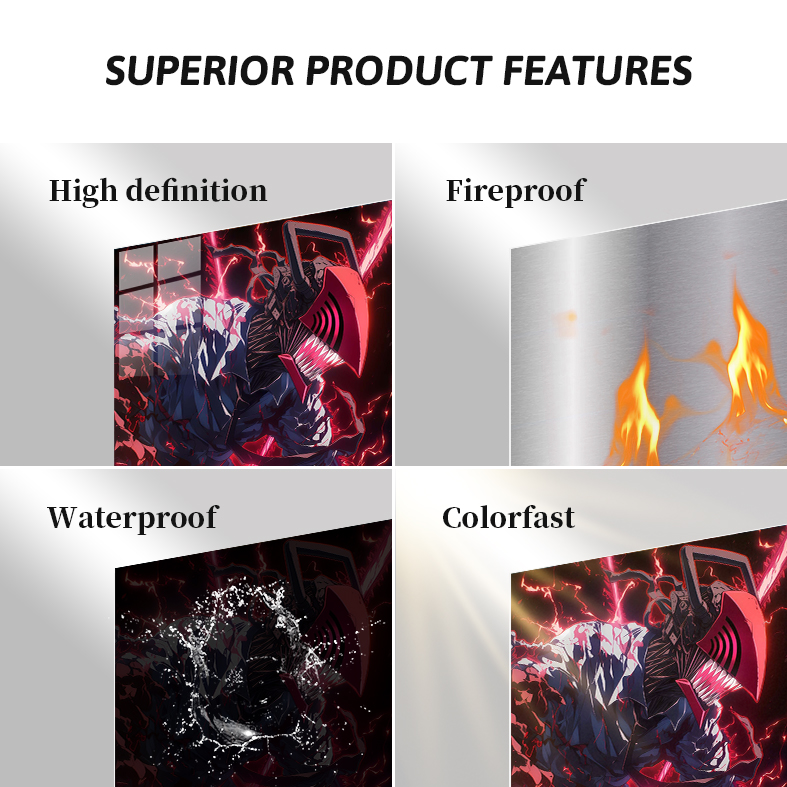 SUPERIOR PRODUCT FEATURES
High definition
Fireproof
Waterproof
Colorfast